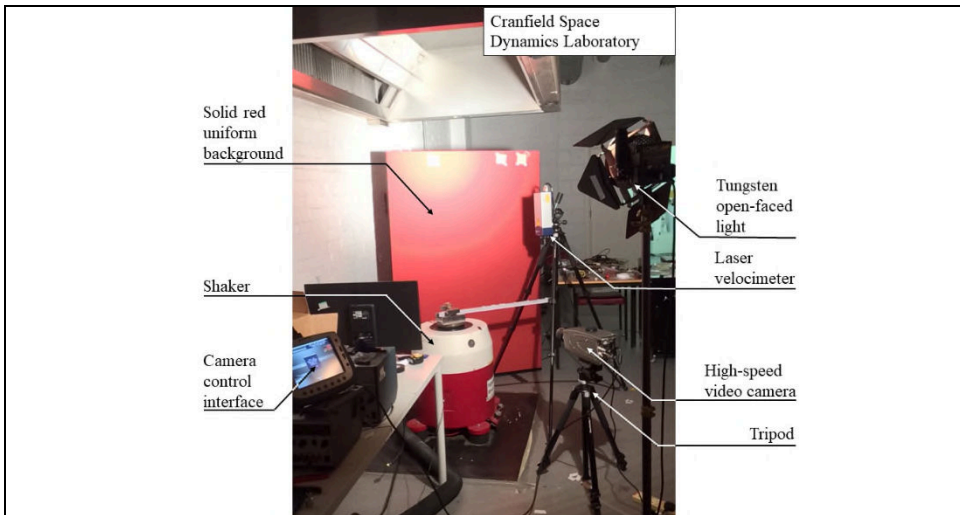 Cranfield Space
Dynamics Laboratory
Solid red
uniform
background
Tungsten
open-faced
light
Laser
velocimeter
Shaker
Camera
control
interface
High-speed
video camera
Tripod